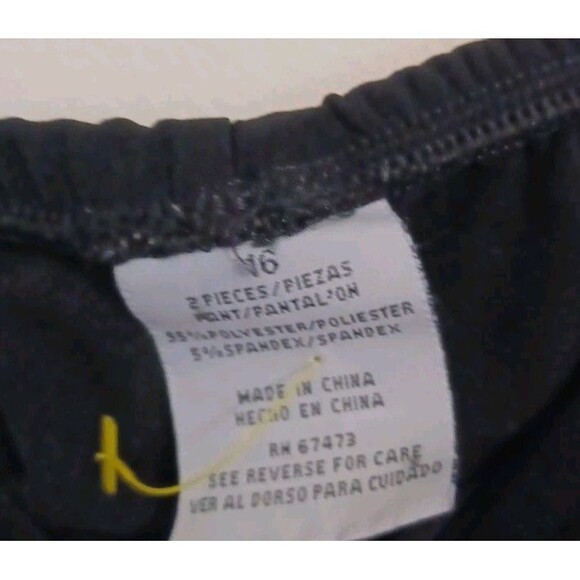 16
2 PIECES/PIEZAS
PANT/PANTALON
95%POLYESTER/POLIESTER
5%SPANDEX/SPANDEX
MADE IN CHINA
HECHO EN CHINA
RN 67473
SEE REVERSE FOR CARE
VER AL DORSO PARA CUIDADO